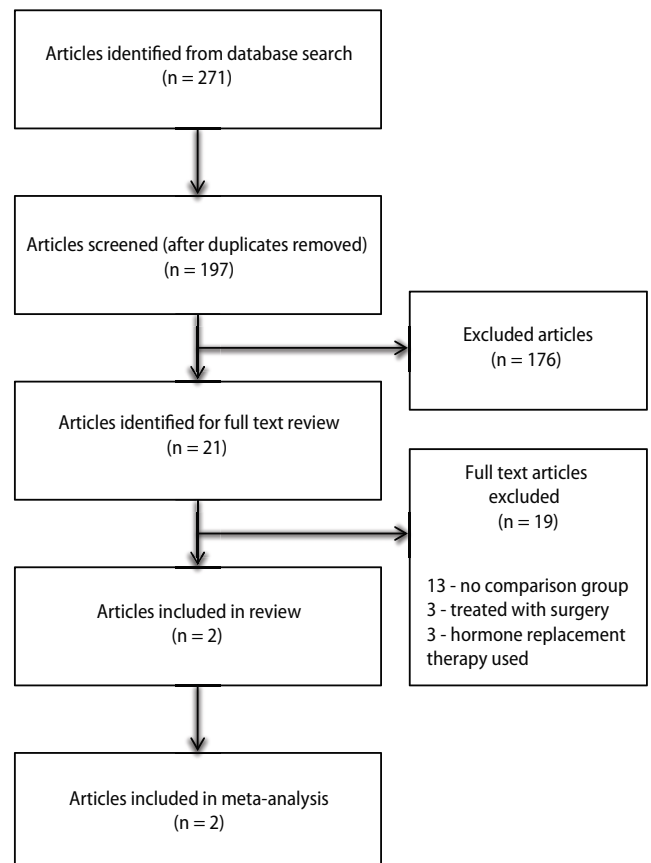 Articles identified from database search
(n = 271)
Articles screened (after duplicates removed)
(n = 197)
Excluded articles
(n = 176)
Articles identified for full text review
(n = 21)
Full text articles
excluded
(n = 19)
13 - no comparison group
3 - treated with surgery
3 - hormone replacement
therapy used
Articles included in review
(n = 2)
Articles included in meta-analysis
(n = 2)